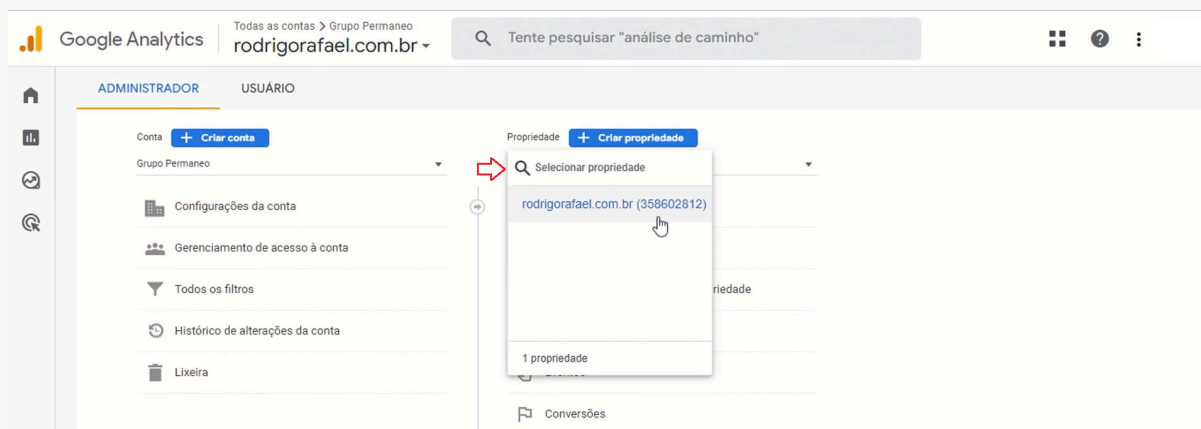 Todas as contas > Grupo Permaneo
Google Analytics
rodrigorafael.com.br
Tente pesquisar "análise de caminho"
ADMINISTRADOR
USUÁRIO
Conta
+ Criar conta
Grupo Permaneo
Configurações da conta
Gerenciamento de acesso à conta
Todos os filtros
Histórico de alterações da conta
Lixeira
Propriedade
+ Criar propriedade
Selecionar propriedade
rodrigorafael.com.br (358602812)
riedade
1 propriedade
Conversões